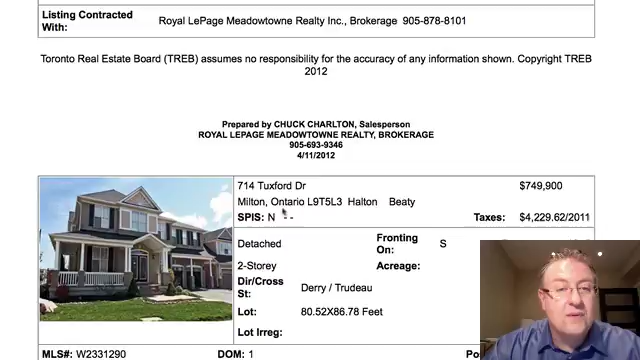 Listing Contracted With: Royal LePage Meadowtowne Realty Inc., Brokerage 905-878-8101
Toronto Real Estate Board (TREB) assumes no responsibility for the accuracy of any information shown. Copyright TREB
2012
Prepared by CHUCK CHARLTON, Salesperson
ROYAL LEPAGE MEADOWTOWNE REALTY, BROKERAGE
905-693-9346
4/11/2012
714 Tuxford Dr $749,900
Milton, Ontario L9T5L3 Halton Beaty
SPIS: N Taxes: $4,229.62/2011
Detached Fronting On: S
2-Storey Acreage:
Dir/Cross St: Derry / Trudeau
Lot: 80.52X86.78 Feet
Lot Irreg:
MLS#: W2331290 DOM: 1